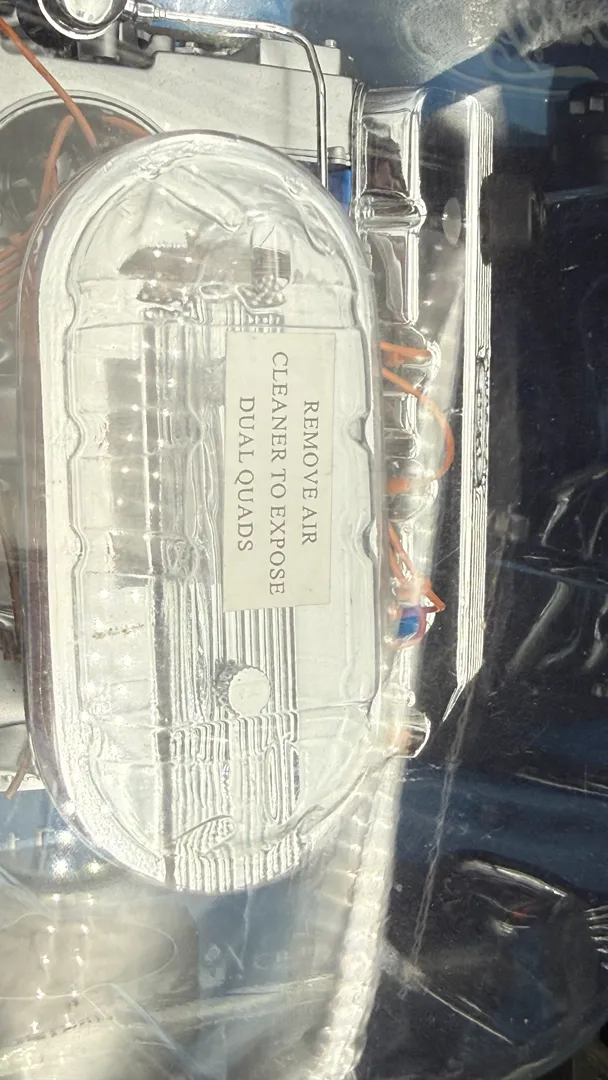 REMOVE AIR
CLEANER TO EXPOSE
DUAL QUADS